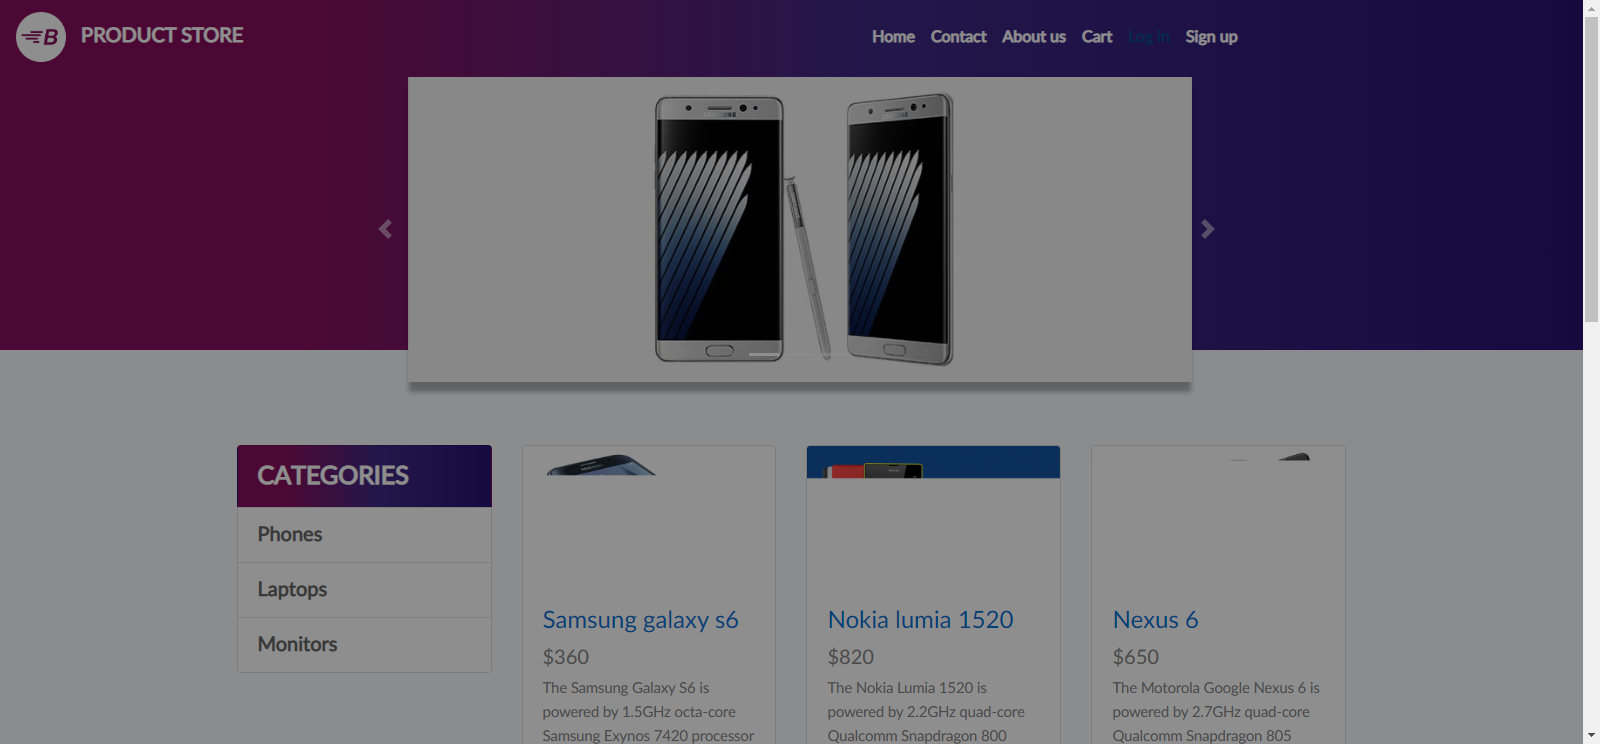 B PRODUCT STORE
Home Contact About us Cart Log in Sign up
SAMSUNG
CATEGORIES
Phones
Laptops
Monitors
Samsung galaxy s6
$360
The Samsung Galaxy S6 is
powered by 1.5GHz octa-core
Samsung Exynos 7420 processor
Nokia lumia 1520
$820
The Nokia Lumia 1520 is
powered by 2.2GHz quad-core
Qualcomm Snapdragon 800
Nexus 6
$650
The Motorola Google Nexus 6 is
powered by 2.7GHz quad-core
Qualcomm Snapdragon 805